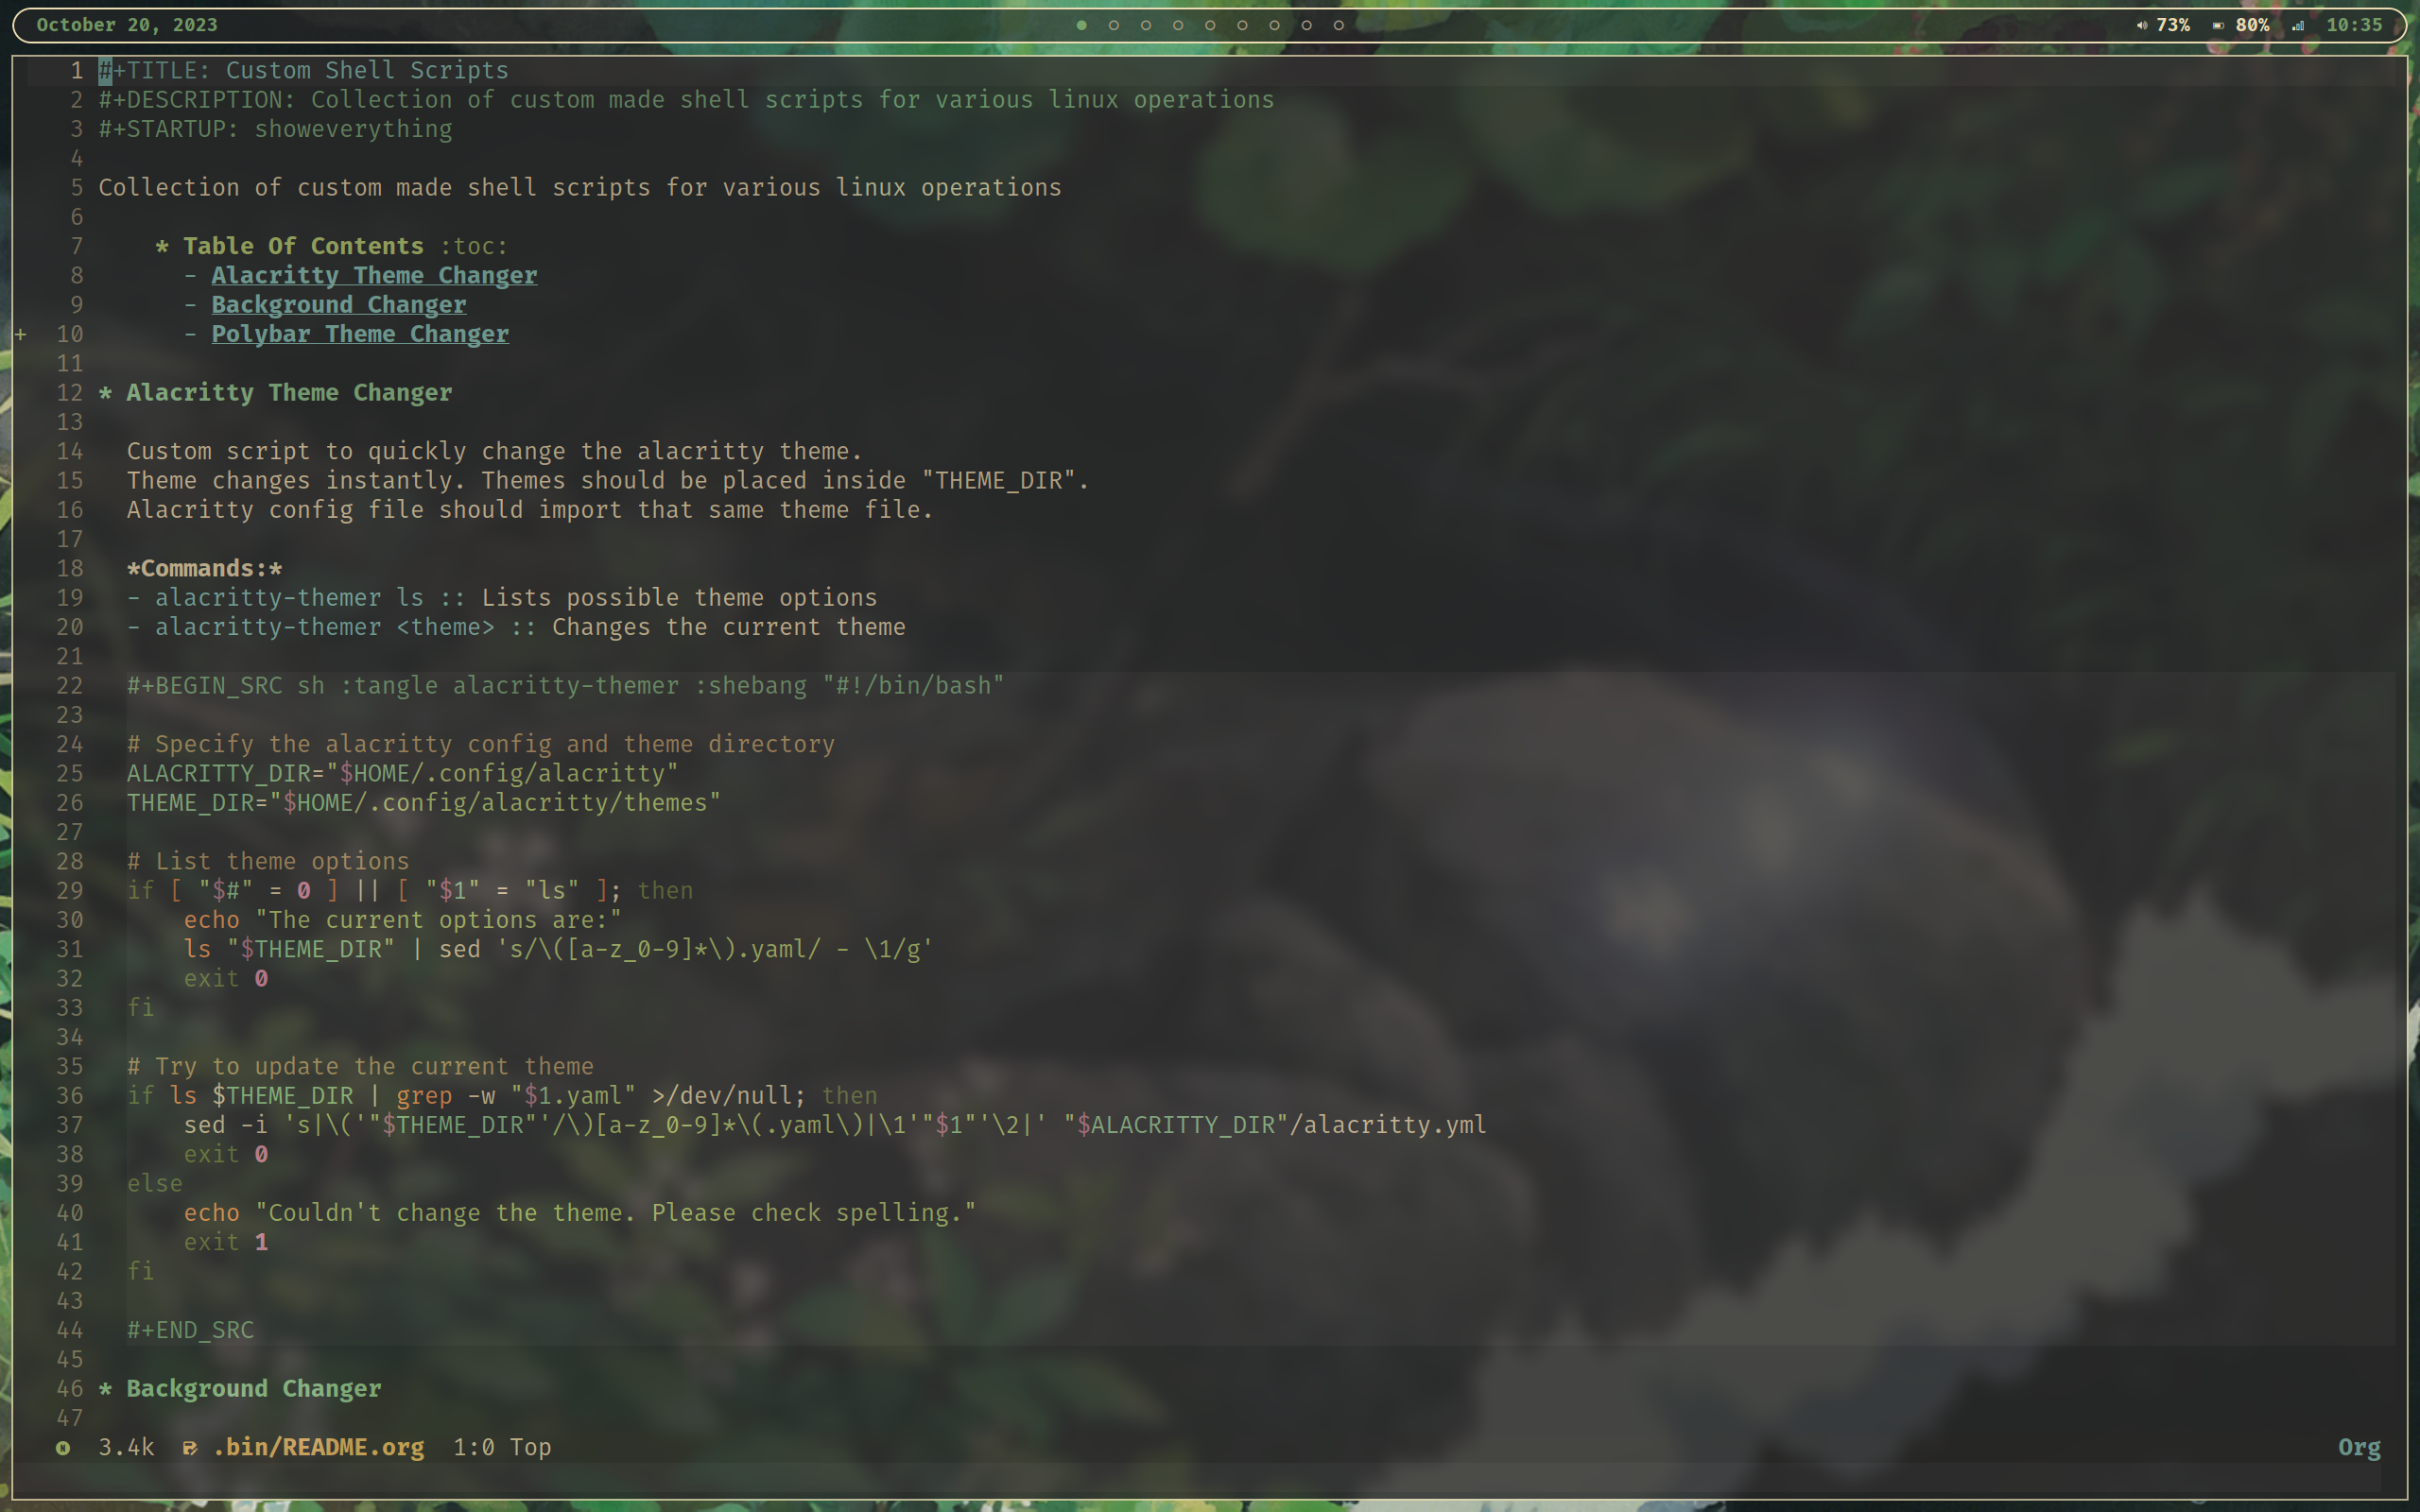 October 20, 2023 73% 80% 10:35
1 #+TITLE: Custom Shell Scripts
2 #+DESCRIPTION: Collection of custom made shell scripts for various linux operations
3 #+STARTUP: showeverything
4
5 Collection of custom made shell scripts for various linux operations
6
7 * Table Of Contents :toc:
8 - Alacritty Theme Changer
9 - Background Changer
+ 10 - Polybar Theme Changer
11
12 * Alacritty Theme Changer
13
14 Custom script to quickly change the alacritty theme.
15 Theme changes instantly. Themes should be placed inside "THEME_DIR".
16 Alacritty config file should import that same theme file.
17
18 *Commands:*
19 - alacritty-themer ls :: Lists possible theme options
20 - alacritty-themer <theme> :: Changes the current theme
21
22 #+BEGIN_SRC sh :tangle alacritty-themer :shebang "#!/bin/bash"
23
24 # Specify the alacritty config and theme directory
25 ALACRITTY_DIR="$HOME/.config/alacritty"
26 THEME_DIR="$HOME/.config/alacritty/themes"
27
28 # List theme options
29 if [ "$#" = 0 ] || [ "$1" = "ls" ]; then
30 echo "The current options are:"
31 ls "$THEME_DIR" | sed 's/\([a-z_0-9]*\).yaml/ - \1/g'
32 exit 0
33 fi
34
35 # Try to update the current theme
36 if ls $THEME_DIR | grep -w "$1.yaml" >/dev/null; then
37 sed -i 's|\('"$THEME_DIR"'/\)[a-z_0-9]*\(.yaml\)|\1'"$1"'\2|' "$ALACRITTY_DIR"/alacritty.yml
38 exit 0
39 else
40 echo "Couldn't change the theme. Please check spelling."
41 exit 1
42 fi
43
44 #+END_SRC
45
46 * Background Changer
47
N 3.4k .bin/README.org 1:0 Top Org